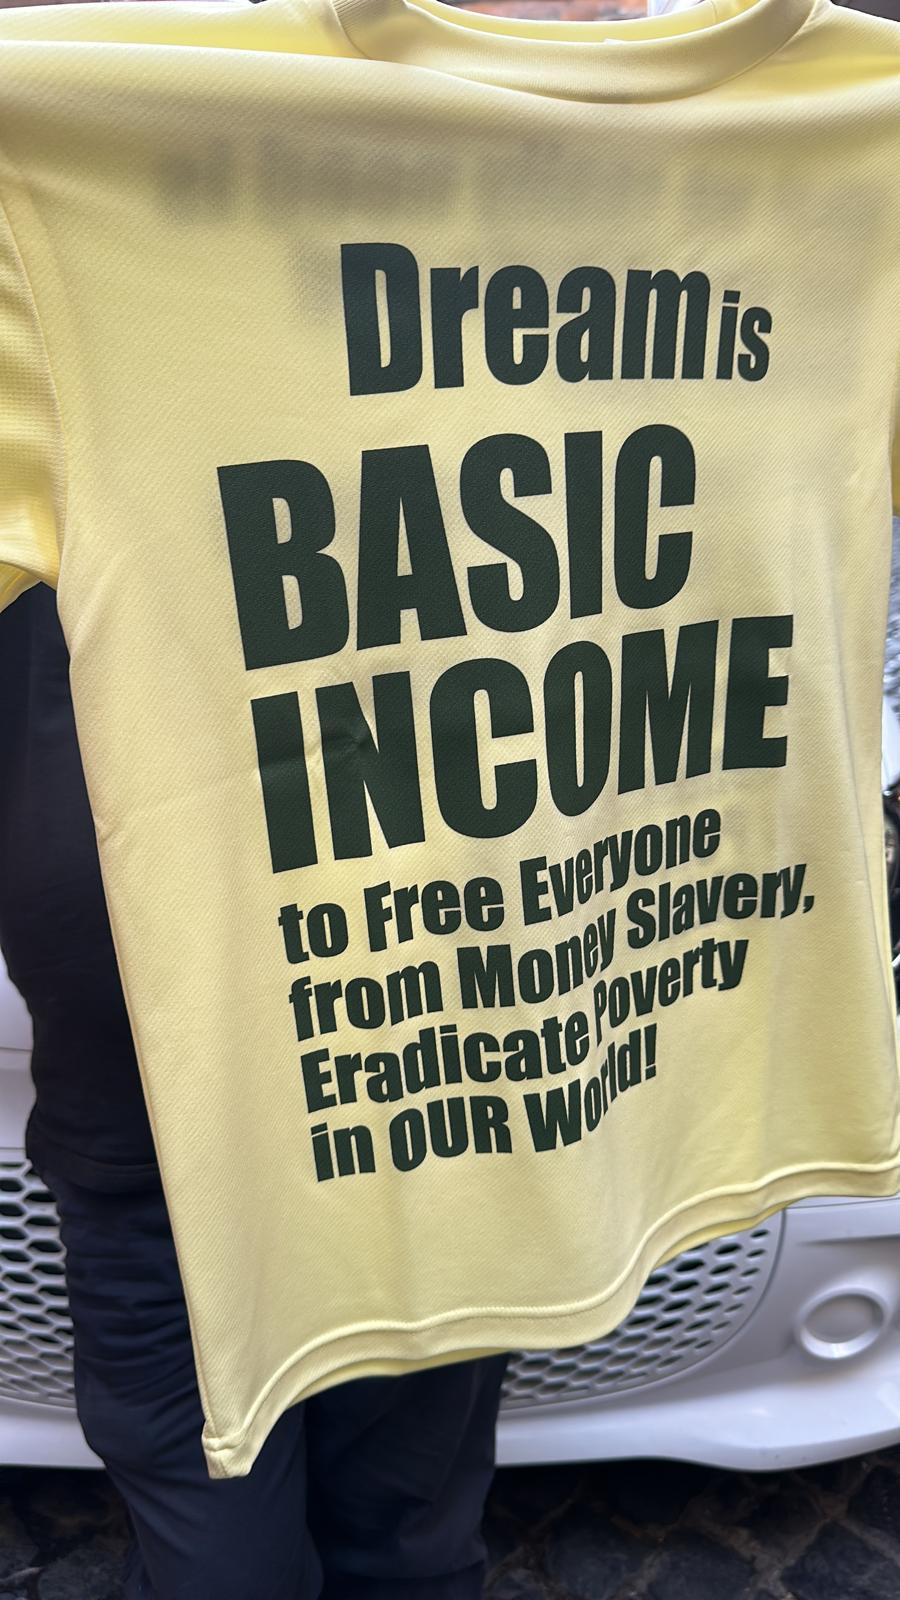 Dream is
BASIC
INCOME
to Free Everyone
from Money Slavery,
Eradicate Poverty
in OUR World!